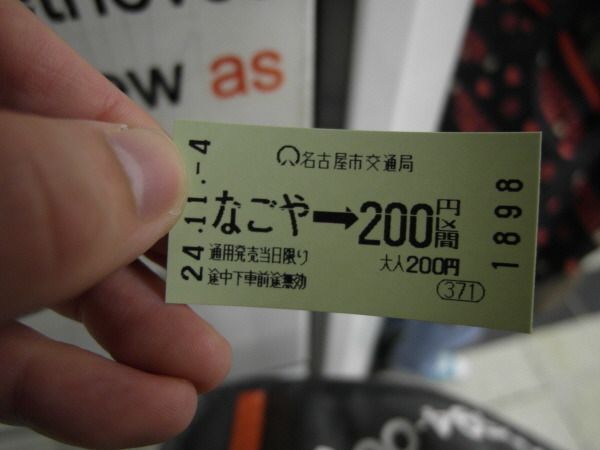 ow as
名古屋市交通局
24.11.-4
なごや→200円区間
通用発売当日限り
大人200円
途中下車前途無効
371
1898